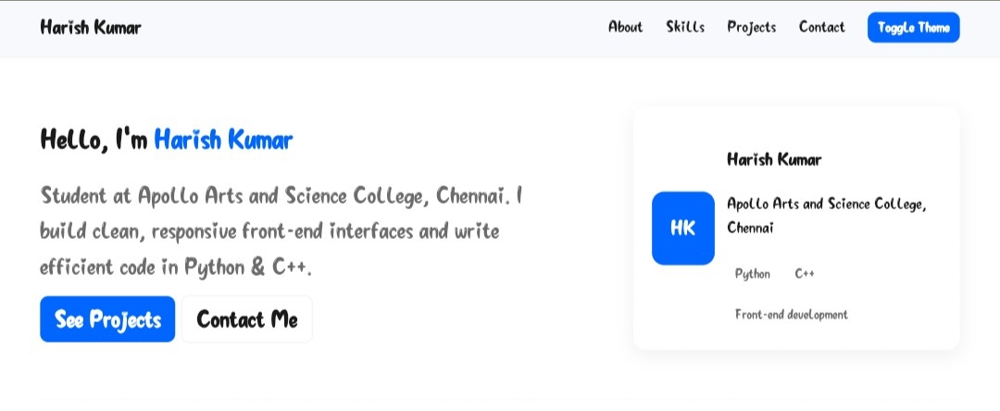 Harish Kumar
About Skills Projects Contact Toggle Theme
Hello, I'm Harish Kumar
Student at Apollo Arts and Science College, Chennai. I
build clean, responsive front-end interfaces and write
efficient code in Python & C++.
See Projects Contact Me
Harish Kumar
HK
Apollo Arts and Science College,
Chennai
Python C++
Front-end development